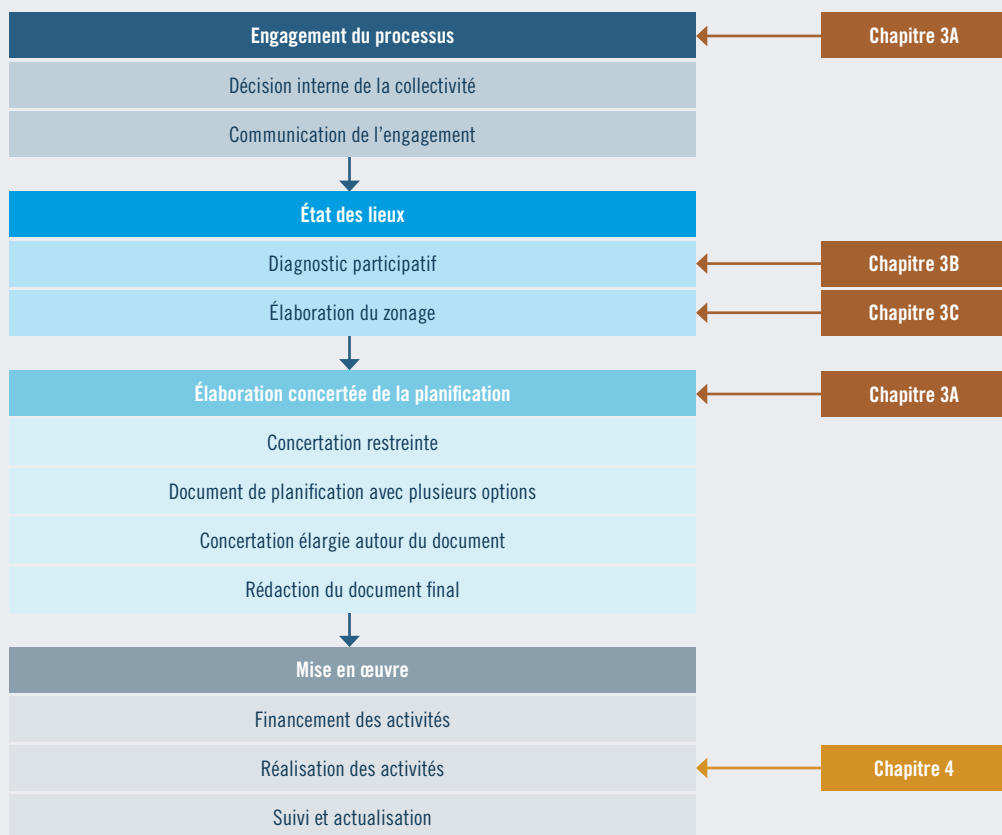 Engagement du processus
Chapitre 3A
Décision interne de la collectivité
Communication de l'engagement
État des lieux
Diagnostic participatif
Chapitre 3B
Élaboration du zonage
Chapitre 3C
Élaboration concertée de la planification
Chapitre 3A
Concertation restreinte
Document de planification avec plusieurs options
Concertation élargie autour du document
Rédaction du document final
Mise en œuvre
Financement des activités
Réalisation des activités
Chapitre 4
Suivi et actualisation